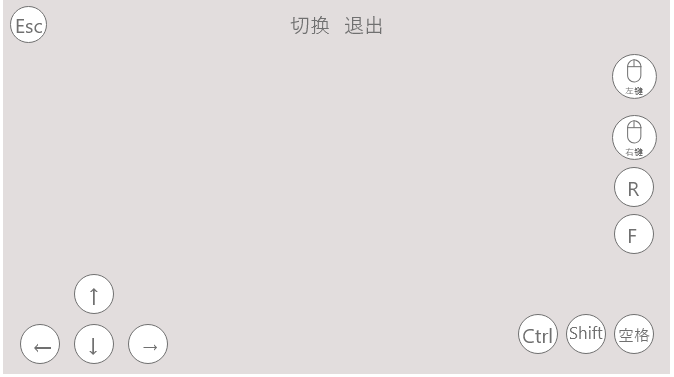 Esc
切换 退出
左键
右键
R
F
↑
← ↓ →
Ctrl Shift 空格